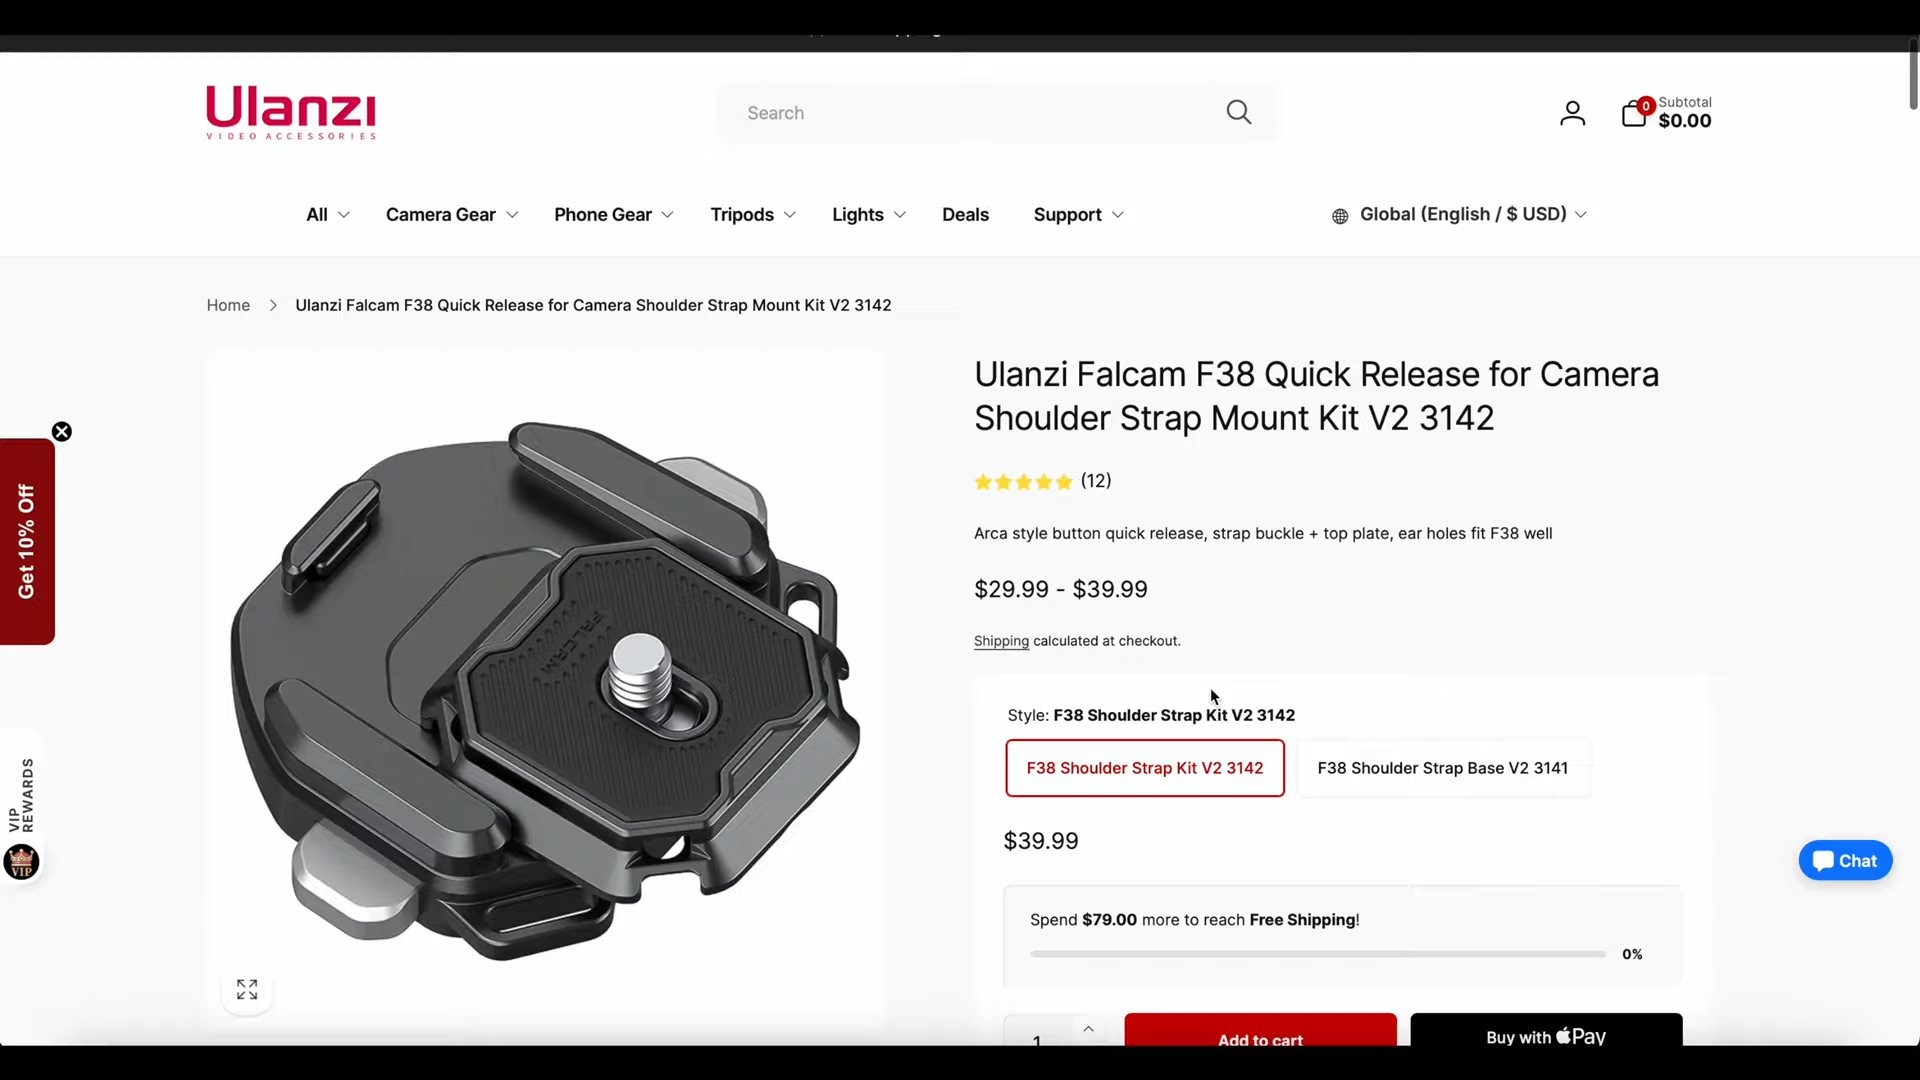 Ulanzi
VIDEO ACCESSORIES
Search
0
Subtotal
$0.00
All
Camera Gear
Phone Gear
Tripods
Lights
Deals
Support
Global (English / $ USD)
Home
Ulanzi Falcam F38 Quick Release for Camera Shoulder Strap Mount Kit V2 3142
Get 10% Off
VIP REWARDS
VIP
FALCAM
Ulanzi Falcam F38 Quick Release for Camera
Shoulder Strap Mount Kit V2 3142
(12)
Arca style button quick release, strap buckle + top plate, ear holes fit F38 well
$29.99 - $39.99
Shipping calculated at checkout.
Style: F38 Shoulder Strap Kit V2 3142
F38 Shoulder Strap Kit V2 3142
F38 Shoulder Strap Base V2 3141
$39.99
Spend $79.00 more to reach Free Shipping!
0%
1
Add to cart
Buy with Pay
Chat